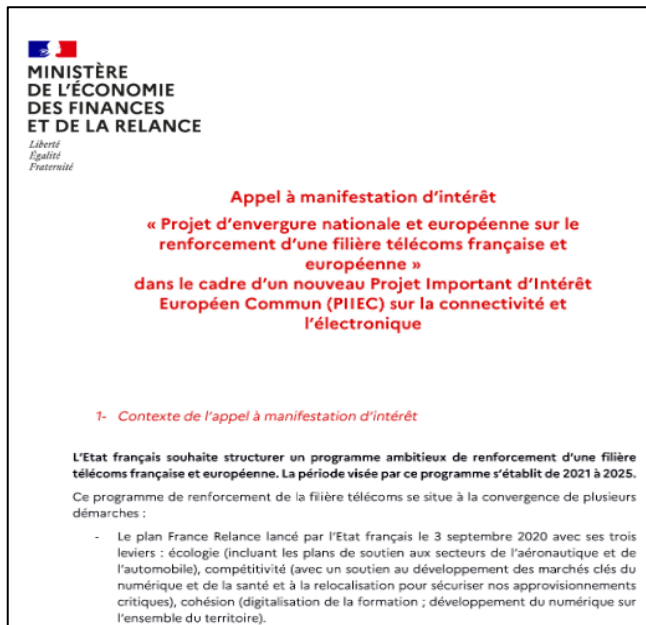 MINISTÈRE
DE L'ÉCONOMIE
DES FINANCES
ET DE LA RELANCE
Liberté
Égalité
Fraternité
Appel à manifestation d'intérêt
« Projet d'envergure nationale et européenne sur le
renforcement d'une filière télécoms française et
européenne »
dans le cadre d'un nouveau Projet Important d'Intérêt
Européen Commun (PIIEC) sur la connectivité et
l'électronique
1- Contexte de l'appel à manifestation d'intérêt
L'Etat français souhaite structurer un programme ambitieux de renforcement d'une filière
télécoms française et européenne. La période visée par ce programme s'établit de 2021 à 2025.
Ce programme de renforcement de la filière télécoms se situe à la convergence de plusieurs
démarches :
- Le plan France Relance lancé par l'Etat français le 3 septembre 2020 avec ses trois
leviers : écologie (incluant les plans de soutien aux secteurs de l'aéronautique et de
l'automobile), compétitivité (avec un soutien au développement des marchés clés du
numérique et de la santé et à la relocalisation pour sécuriser nos approvisionnements
critiques), cohésion (digitalisation de la formation ; développement du numérique sur
l'ensemble du territoire).